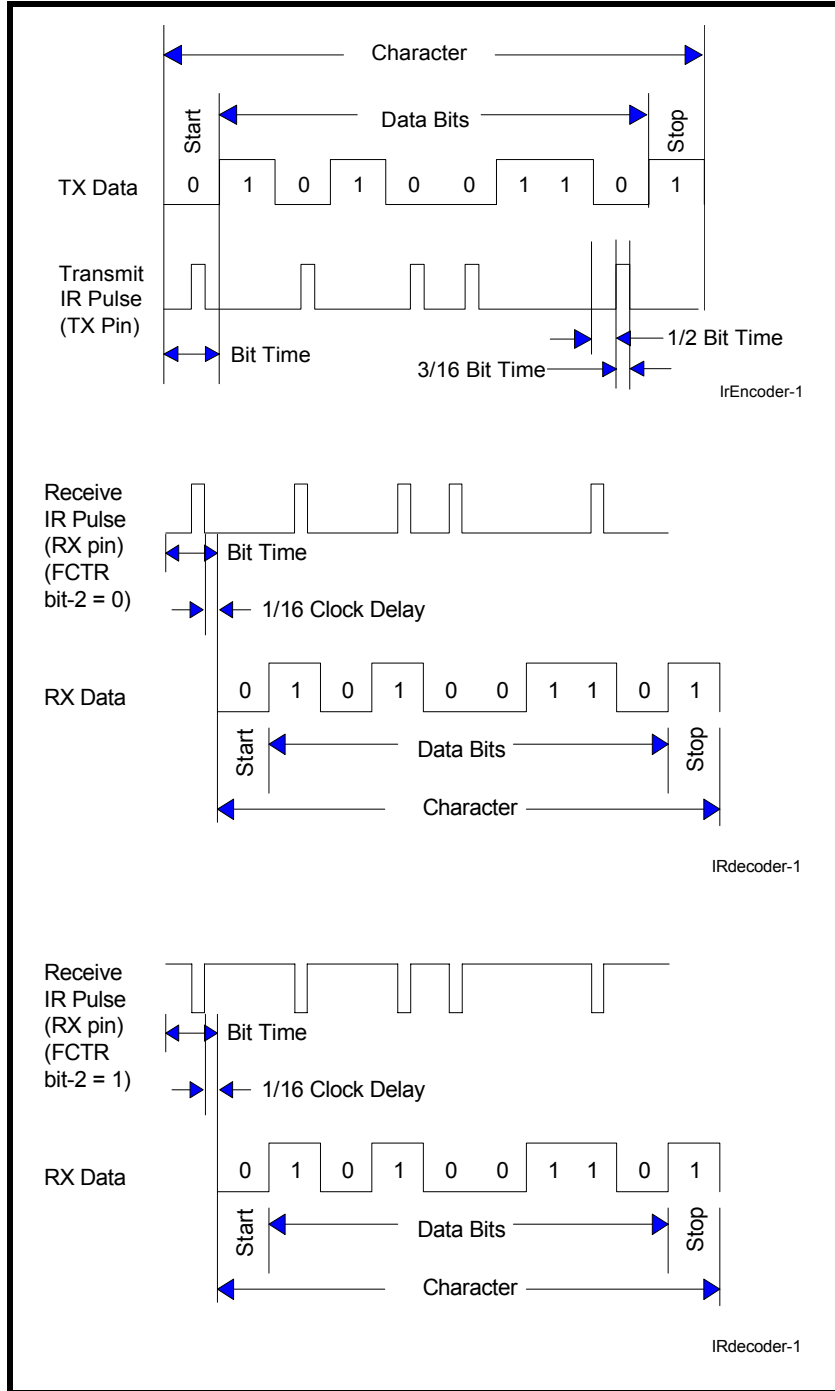 Character
Start
Data Bits
Stop
TX Data
0 1 0 1 0 0 1 1 0 1
Transmit
IR Pulse
(TX Pin)
Bit Time
1/2 Bit Time
3/16 Bit Time
IrEncoder-1
Receive
IR Pulse
(RX pin)
(FCTR
bit-2 = 0)
Bit Time
1/16 Clock Delay
RX Data
0 1 0 1 0 0 1 1 0 1
Start
Data Bits
Stop
Character
IRdecoder-1
Receive
IR Pulse
(RX pin)
(FCTR
bit-2 = 1)
Bit Time
1/16 Clock Delay
RX Data
0 1 0 1 0 0 1 1 0 1
Start
Data Bits
Stop
Character
IRdecoder-1